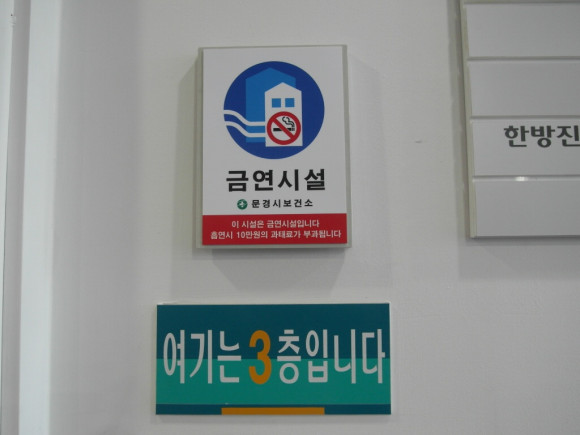 금연시설
문경시보건소
이 시설은 금연시설입니다
흡연시 10만원의 과태료가 부과됩니다
한방진
여기는 3층입니다